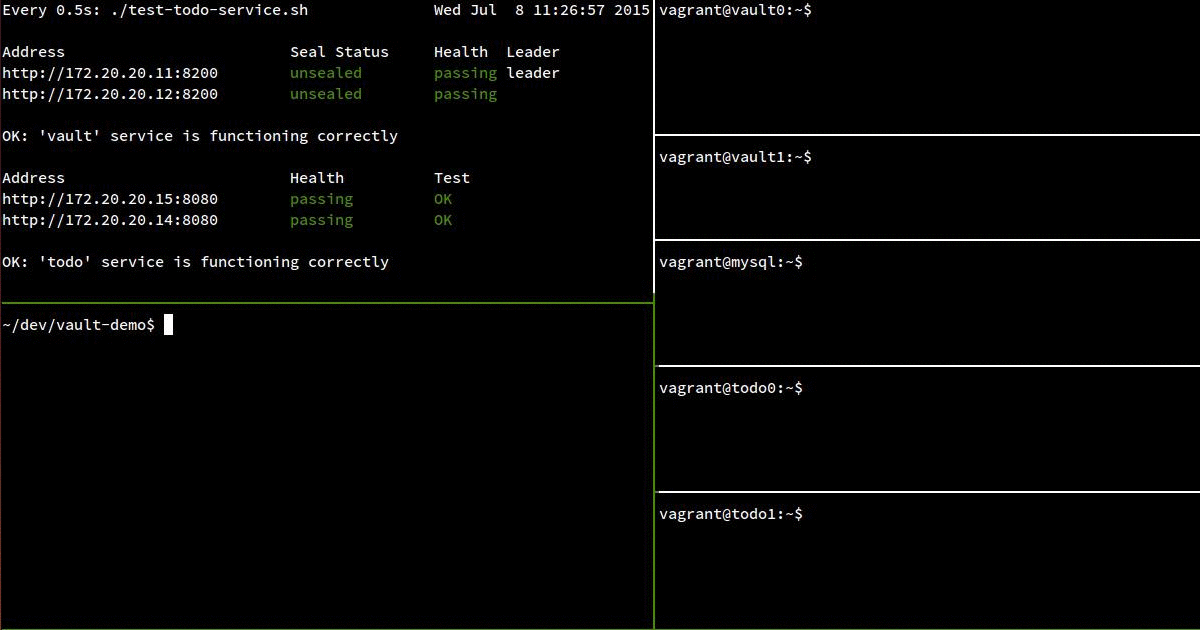 Every 0.5s: ./test-todo-service.sh Wed Jul  8 11:26:57 2015
Address Seal Status Health Leader
http://172.20.20.11:8200 unsealed passing leader
http://172.20.20.12:8200 unsealed passing
OK: 'vault' service is functioning correctly
Address Health Test
http://172.20.20.15:8080 passing OK
http://172.20.20.14:8080 passing OK
OK: 'todo' service is functioning correctly
~/dev/vault-demo$
vagrant@vault0:~$
vagrant@vault1:~$
vagrant@mysql:~$
vagrant@todo0:~$
vagrant@todo1:~$